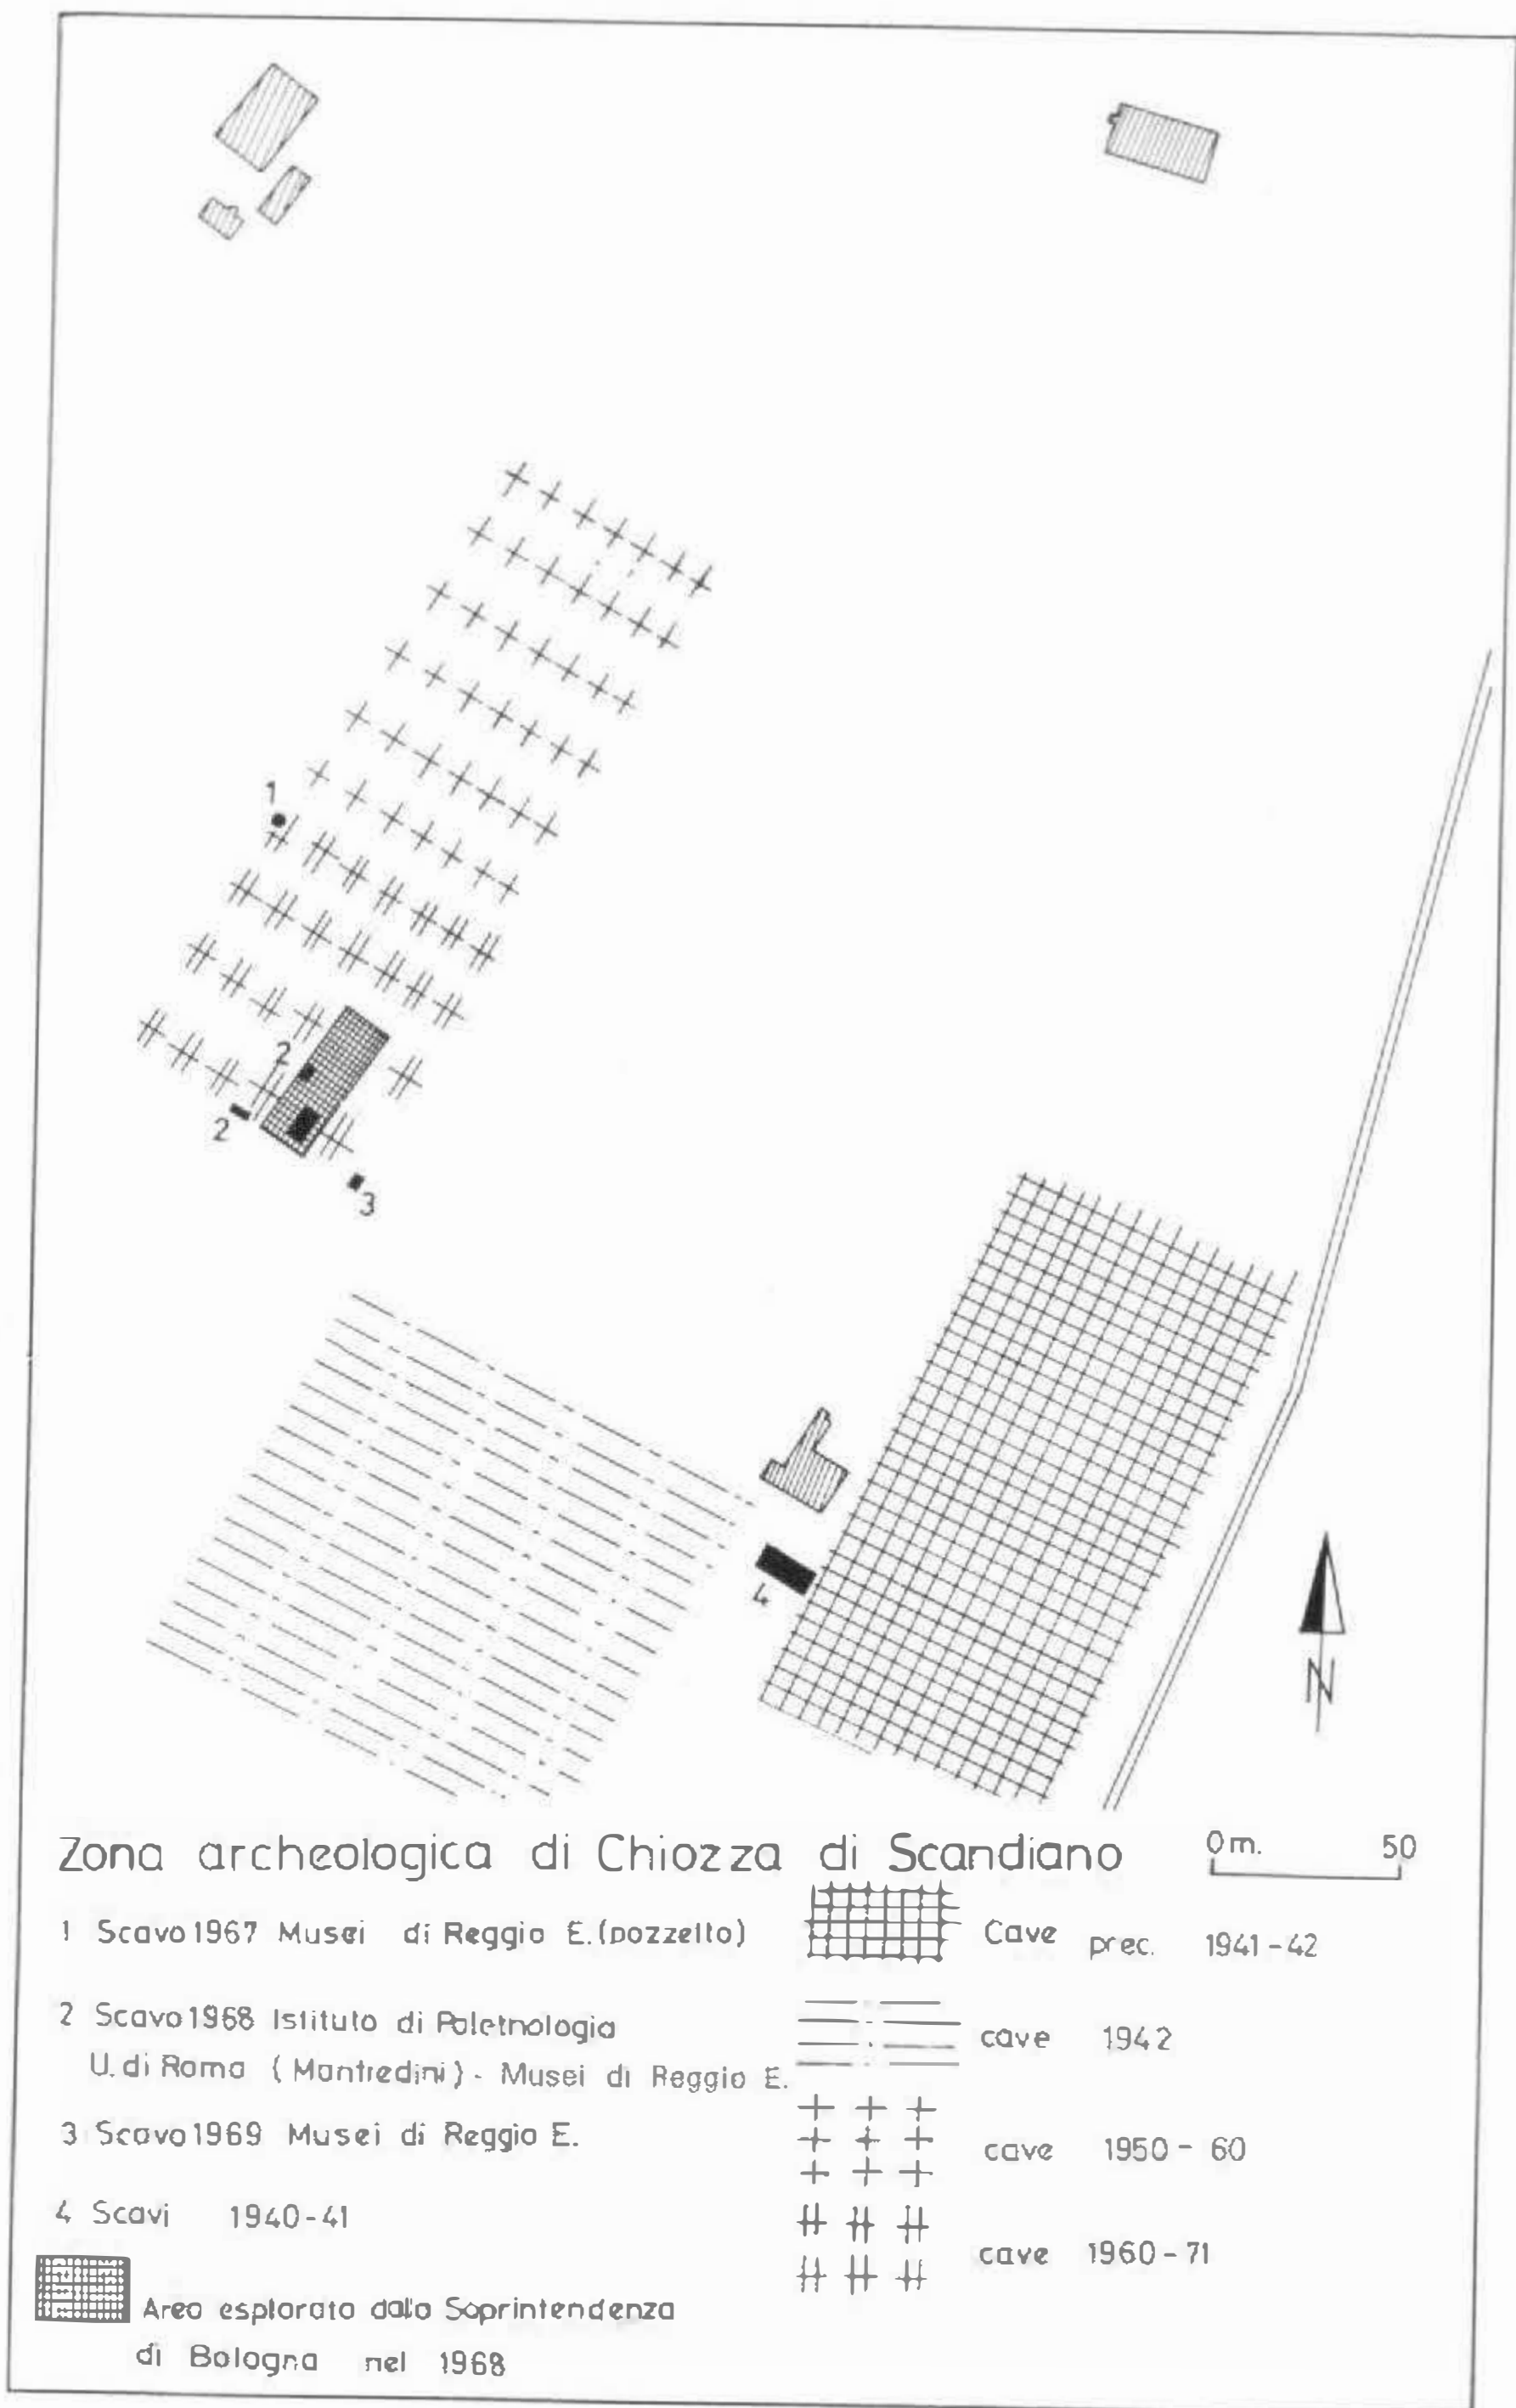 1
2
2
3
4
N
Zona archeologica di Chiozza di Scandiano
0m. 50
1 Scavo 1967 Musei di Reggio E. (pozzetto)
2 Scavo 1968 Istituto di Paletnologia
U. di Roma (Manfredini) - Musei di Reggio E.
3 Scavo 1969 Musei di Reggio E.
4 Scavi 1940-41
Area esplorata dalla Soprintendenza
di Bologna nel 1968
Cave prec. 1941-42
cave 1942
cave 1950-60
cave 1960-71